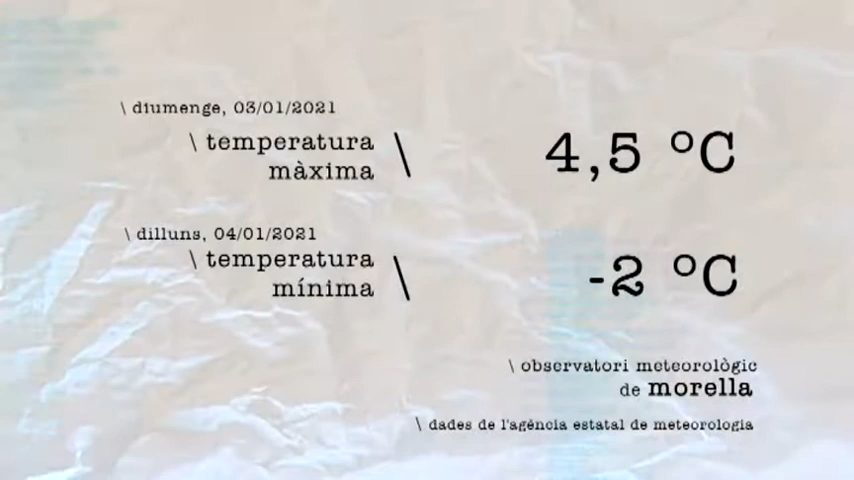 \ diumenge, 03/01/2021
\ temperatura
màxima \ 4,5 ºC
\ dilluns, 04/01/2021
\ temperatura
mínima \ -2 ºC
\ observatori meteorològic
de morella
\ dades de l'agència estatal de meteorologia